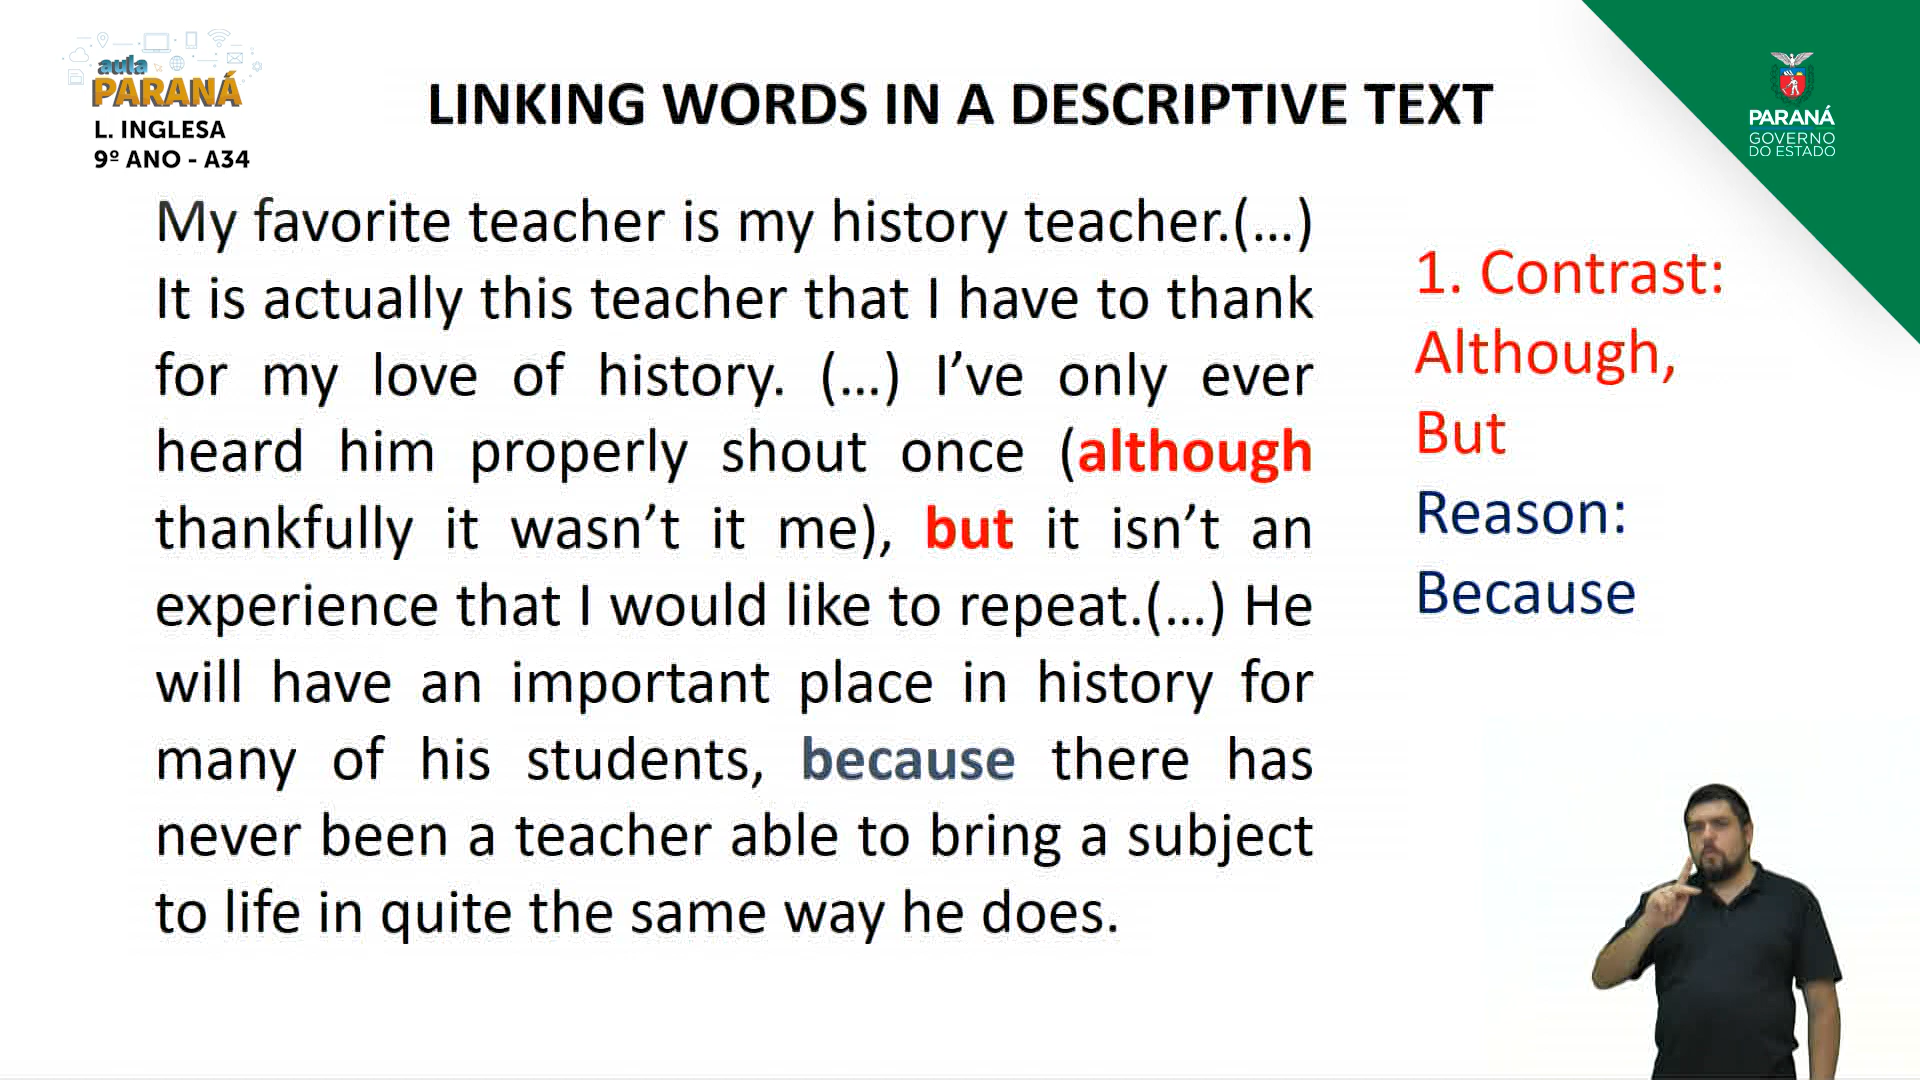 aula
PARANÁ
L. INGLESA
9º ANO - A34
LINKING WORDS IN A DESCRIPTIVE TEXT
PARANÁ
GOVERNO
DO ESTADO
My favorite teacher is my history teacher.(...)
It is actually this teacher that I have to thank
for my love of history. (...) I’ve only ever
heard him properly shout once (although
thankfully it wasn’t it me), but it isn’t an
experience that I would like to repeat.(...) He
will have an important place in history for
many of his students, because there has
never been a teacher able to bring a subject
to life in quite the same way he does.
1. Contrast:
Although,
But
Reason:
Because